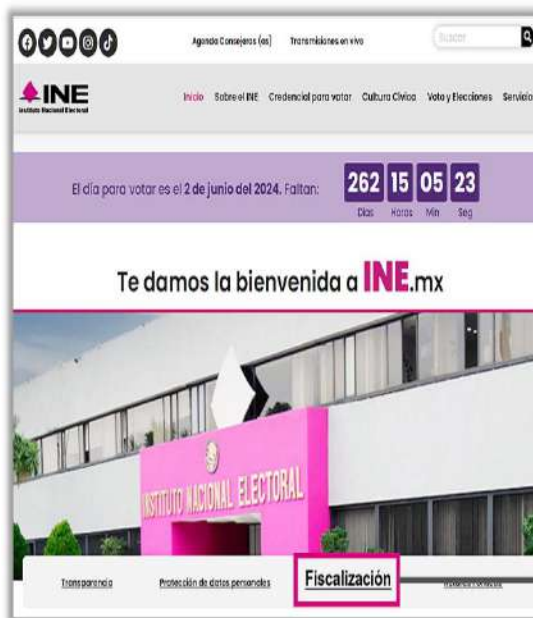 Agenda Consejeros (as) Transmisiones en vivo Buscar
INE
Instituto Nacional Electoral
Inicio Sobre el INE Credencial para votar Cultura Cívica Voto y Elecciones Servicio
El día para votar es el 2 de junio del 2024. Faltan:
262 15 05 23
Días Horas Min Seg
Te damos la bienvenida a INE.mx
INSTITUTO NACIONAL ELECTORAL
Transparencia Protección de datos personales Fiscalización